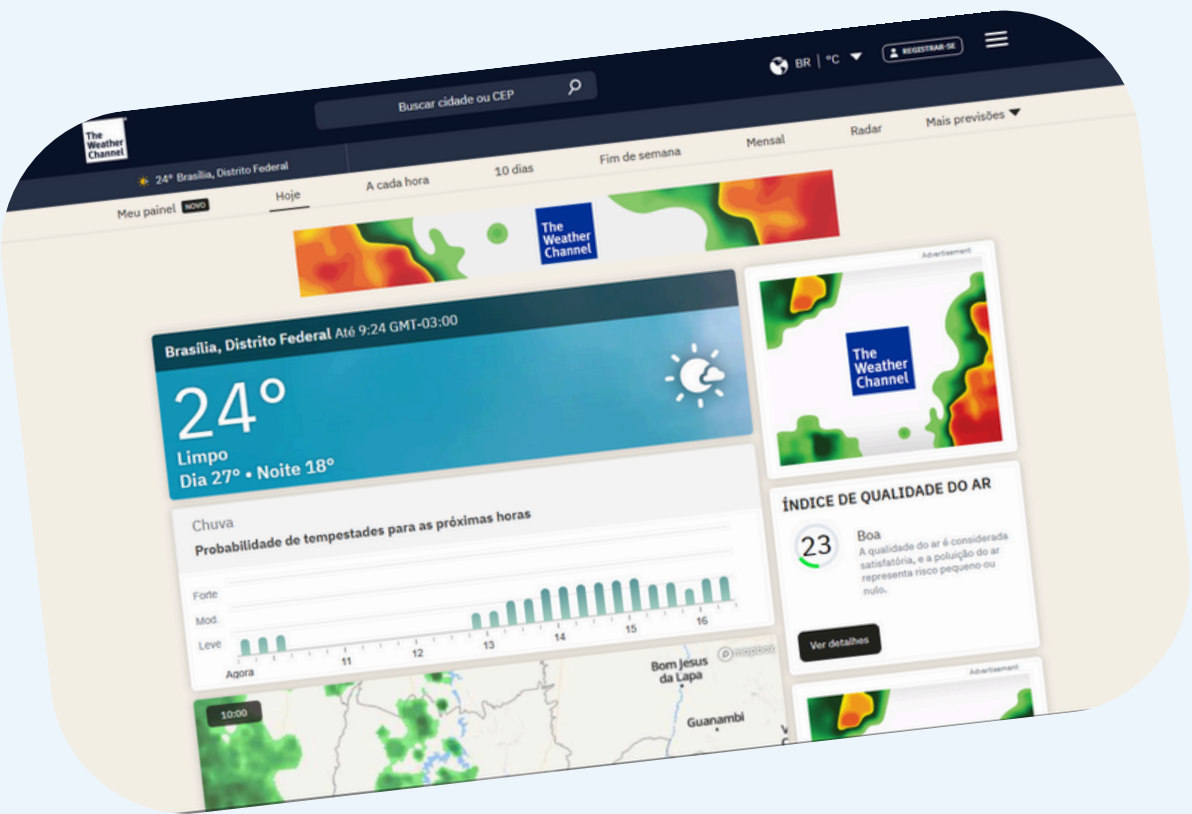 The
Weather
Channel
Buscar cidade ou CEP
BR | °C
REGISTRAR-SE
24° Brasília, Distrito Federal
Meu painel NOVO
Hoje
A cada hora
10 dias
Fim de semana
Mensal
Radar
Mais previsões
The
Weather
Channel
Brasília, Distrito Federal Até 9:24 GMT-03:00
24°
Limpo
Dia 27° • Noite 18°
Advertisement
The
Weather
Channel
Chuva
Probabilidade de tempestades para as próximas horas
Forte
Mod.
Leve
Agora
11
12
13
14
15
16
ÍNDICE DE QUALIDADE DO AR
23
Boa
A qualidade do ar é considerada
satisfatória, e a poluição do ar
representa risco pequeno ou
nulo.
Ver detalhes
10:00
Bom Jesus
da Lapa
Guanambi
mapbox
Advertisement